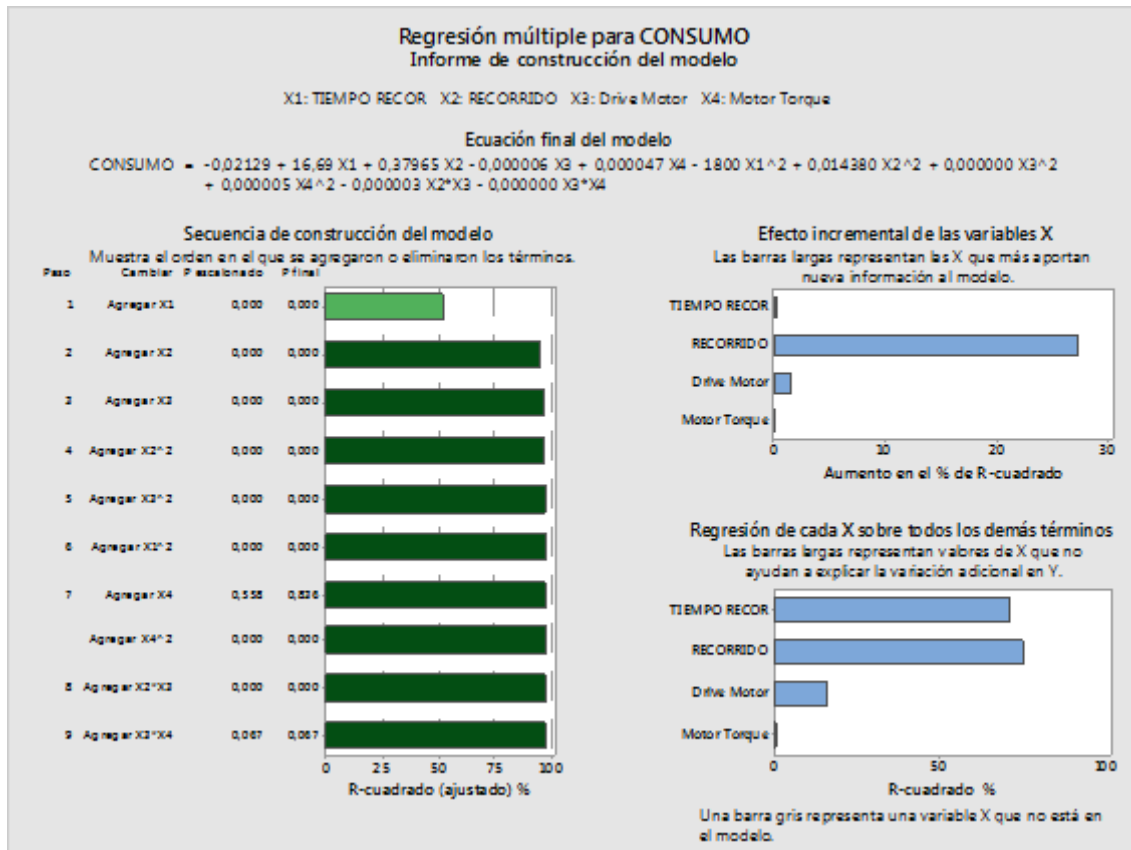 Regresión múltiple para CONSUMO
Informe de construcción del modelo
X1: TIEMPO RECOR X2: RECORRIDO X3: Drive Motor X4: Motor Torque
Ecuación final del modelo
CONSUMO = -0,02129 + 16,69 X1 + 0,37965 X2 - 0,000006 X3 + 0,000047 X4 - 1800 X1^2 + 0,014380 X2^2 + 0,000000 X3^2
+ 0,000005 X4^2 - 0,000003 X2*X3 - 0,000000 X3*X4
Secuencia de construcción del modelo
Muestra el orden en el que se agregaron o eliminaron los términos.
Paso Cambiar P escalonado P final
1 Agregar X1 0,000 0,000
2 Agregar X2 0,000 0,000
3 Agregar X3 0,000 0,000
4 Agregar X2^2 0,000 0,000
5 Agregar X3^2 0,000 0,000
6 Agregar X1^2 0,000 0,000
7 Agregar X4 0,558 0,836
Agregar X4^2 0,000 0,000
8 Agregar X2*X3 0,000 0,000
9 Agregar X3*X4 0,067 0,067
0 25 50 75 100
R-cuadrado (ajustado) %
Efecto incremental de las variables X
Las barras largas representan las X que más aportan
nueva información al modelo.
TIEMPO RECOR
RECORRIDO
Drive Motor
Motor Torque
0 10 20 30
Aumento en el % de R-cuadrado
Regresión de cada X sobre todos los demás términos
Las barras largas representan valores de X que no
ayudan a explicar la variación adicional en Y.
TIEMPO RECOR
RECORRIDO
Drive Motor
Motor Torque
0 50 100
R-cuadrado %
Una barra gris representa una variable X que no está en
el modelo.